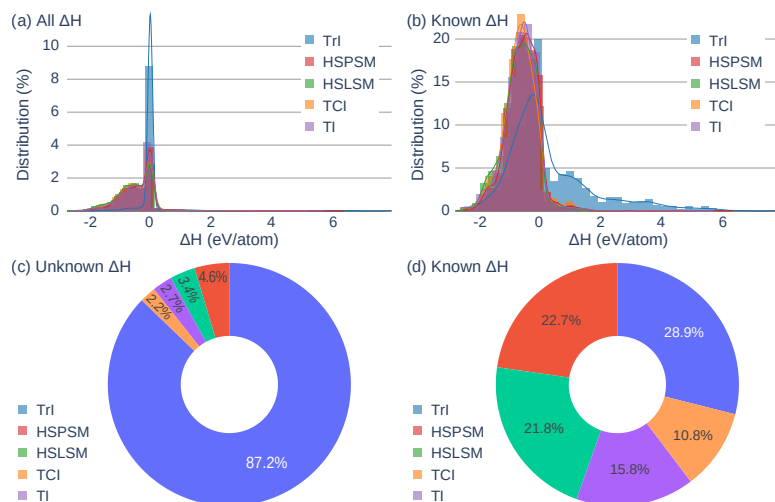 (a) All ΔH
Distribution (%)
10
8
6
4
2
0
−2
0
2
4
6
ΔH (eV/atom)
TrI
HSPSM
HSLSM
TCI
TI
(b) Known ΔH
Distribution (%)
20
15
10
5
0
−2
0
2
4
6
ΔH (eV/atom)
TrI
HSPSM
HSLSM
TCI
TI
(c) Unknown ΔH
2.2%
2.7%
3.4%
4.6%
87.2%
TrI
HSPSM
HSLSM
TCI
TI
(d) Known ΔH
22.7%
28.9%
21.8%
10.8%
15.8%
TrI
HSPSM
HSLSM
TCI
TI